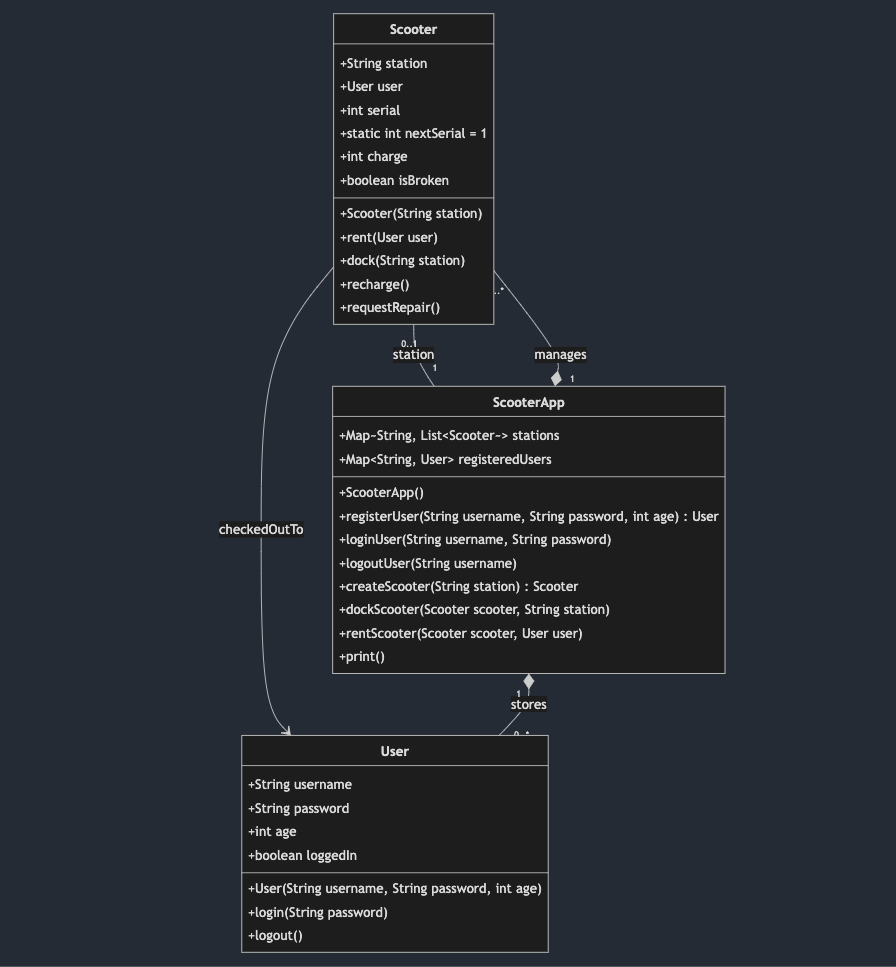 Scooter
+String station
+User user
+int serial
+static int nextSerial = 1
+int charge
+boolean isBroken
+Scooter(String station)
+rent(User user)
+dock(String station)
+recharge()
+requestRepair()
..*
0..1
station
manages
1
1
ScooterApp
+Map~String, List<Scooter~> stations
+Map<String, User> registeredUsers
+ScooterApp()
+registerUser(String username, String password, int age) : User
+loginUser(String username, String password)
+logoutUser(String username)
+createScooter(String station) : Scooter
+dockScooter(Scooter scooter, String station)
+rentScooter(Scooter scooter, User user)
+print()
checkedOutTo
1
stores
0..*
User
+String username
+String password
+int age
+boolean loggedIn
+User(String username, String password, int age)
+login(String password)
+logout()